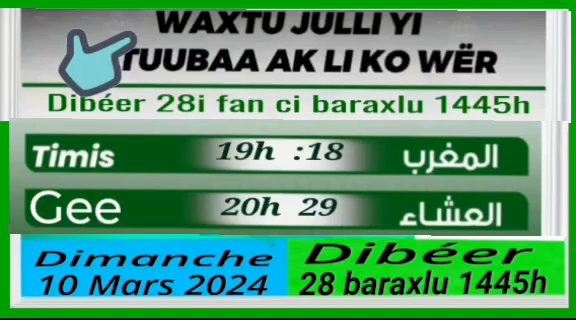 WAXTU JULLI YI
TUUBAA AK LI KO WËR
Dibéer 28i fan ci baraxlu 1445h
Timis 19h :18 المغرب
Gee 20h 29 العشاء
Dimanche
10 Mars 2024
Dibéer
28 baraxlu 1445h